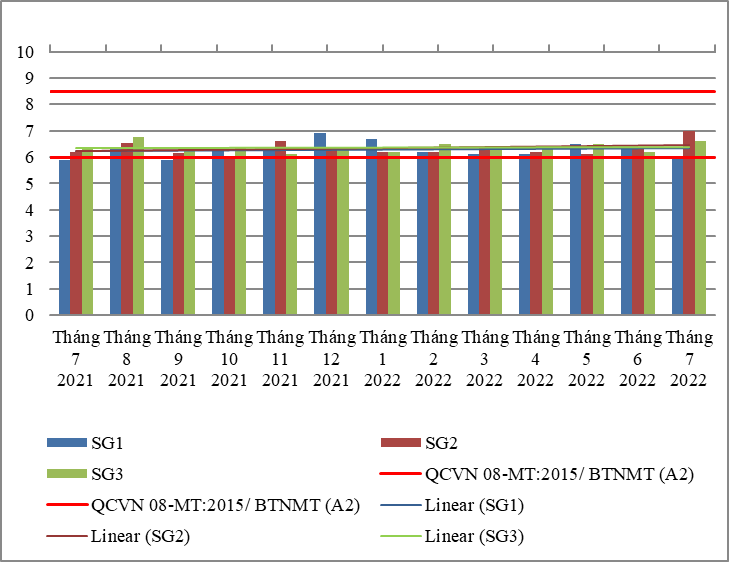 10
9
8
7
6
5
4
3
2
1
0
Tháng Tháng Tháng Tháng Tháng Tháng Tháng Tháng Tháng Tháng Tháng Tháng Tháng
7 8 9 10 11 12 1 2 3 4 5 6 7
2021 2021 2021 2021 2021 2021 2022 2022 2022 2022 2022 2022 2022
SG1 SG2
SG3 QCVN 08-MT:2015/ BTNMT (A2)
QCVN 08-MT:2015/ BTNMT (A2) Linear (SG1)
Linear (SG2) Linear (SG3)